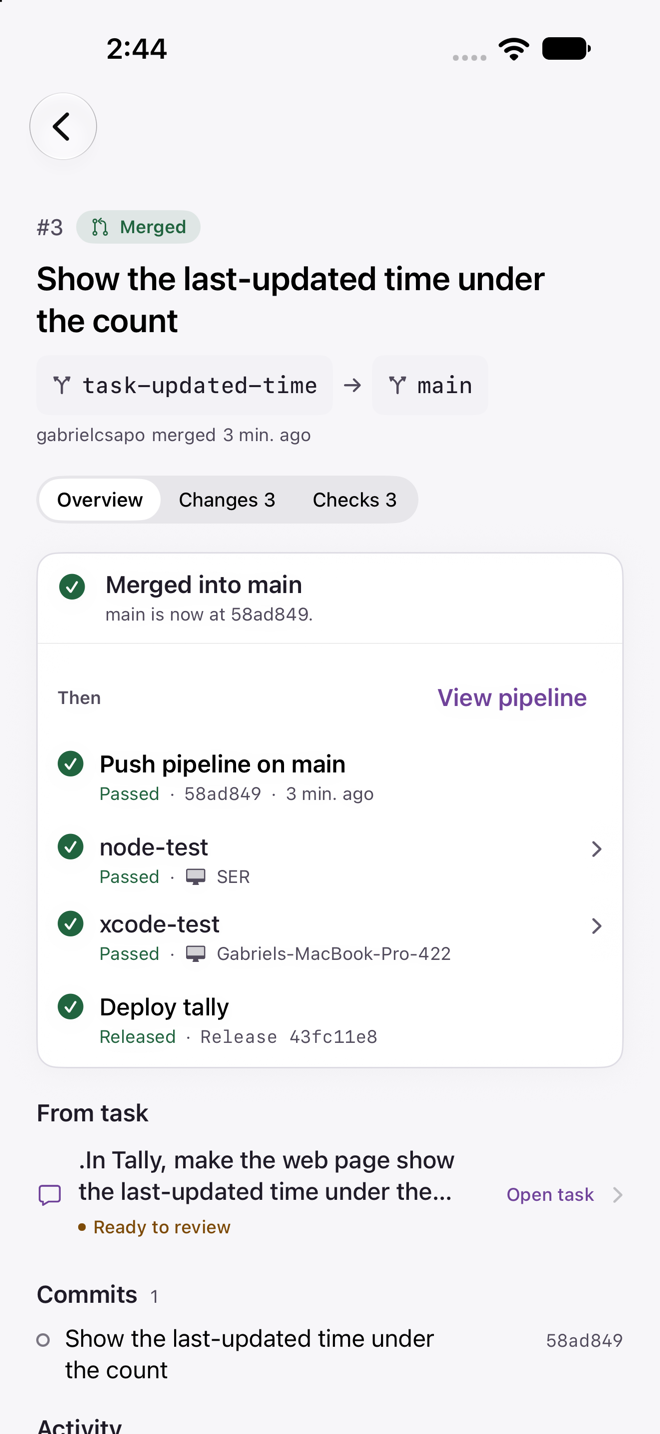 2:44
#3 Merged
Show the last-updated time under
the count
task-updated-time → main
gabrielcsapo merged 3 min. ago
Overview Changes 3 Checks 3
Merged into main
main is now at 58ad849.
Then View pipeline
Push pipeline on main
Passed · 58ad849 · 3 min. ago
node-test
Passed · SER
xcode-test
Passed · Gabriels-MacBook-Pro-422
Deploy tally
Released · Release 43fc11e8
From task
.In Tally, make the web page show
the last-updated time under the...
Open task
Ready to review
Commits 1
Show the last-updated time under
the count
58ad849
Activity